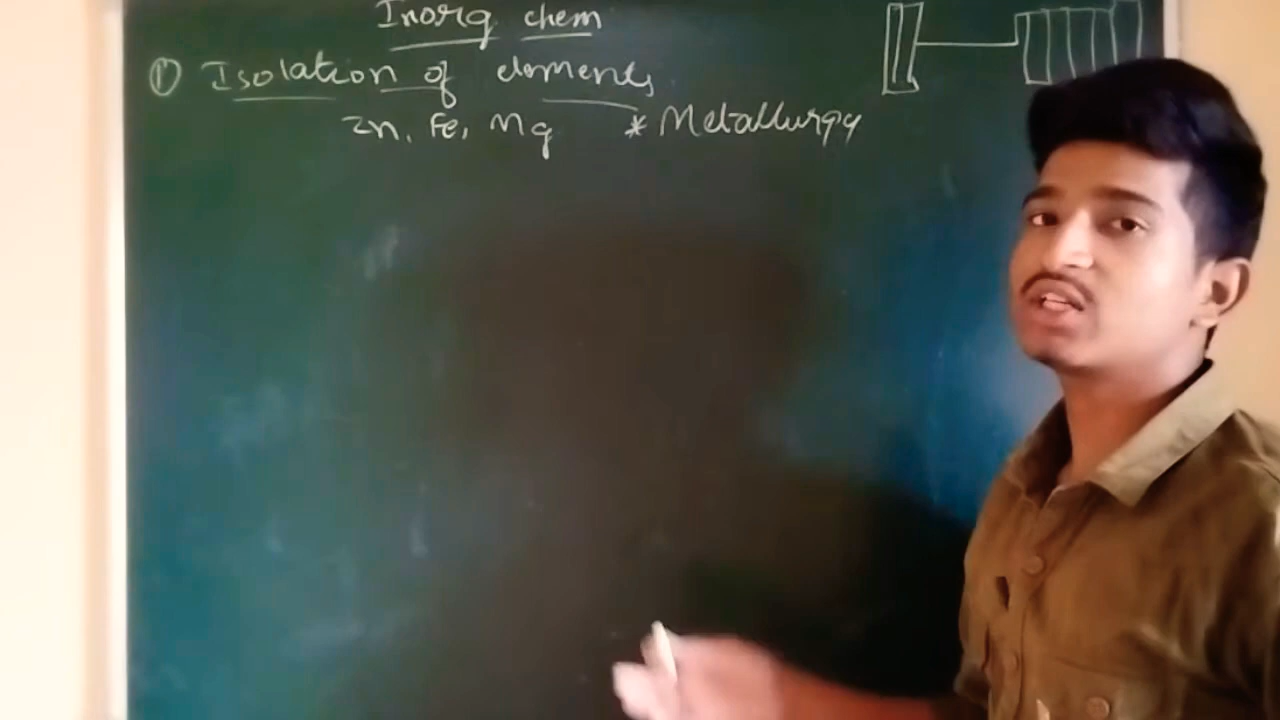 Inorg chem
① Isolation of elements
Zn, Fe, Mg * Metallurgy